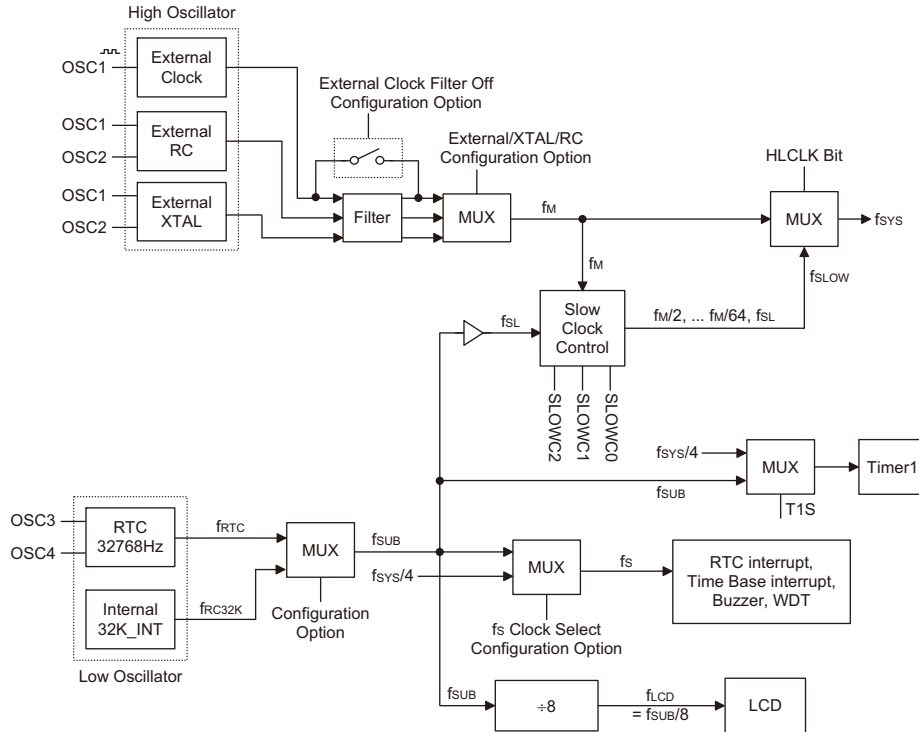 High Oscillator
OSC1
External
Clock
OSC1
OSC2
External
RC
OSC1
OSC2
External
XTAL
External Clock Filter Off
Configuration Option
Filter
External/XTAL/RC
Configuration Option
MUX
fM
HLCLK Bit
MUX
fSYS
fM
fSLOW
fSL
Slow
Clock
Control
fM/2, ... fM/64, fSL
SLOWC2
SLOWC1
SLOWC0
fSYS/4
fSUB
MUX
T1S
Timer1
OSC3
OSC4
RTC
32768Hz
fRTC
Internal
32K_INT
fRC32K
Low Oscillator
MUX
Configuration
Option
fSUB
fSYS/4
MUX
fS
fs Clock Select
Configuration Option
RTC interrupt,
Time Base interrupt,
Buzzer, WDT
fSUB
÷8
fLCD
= fSUB/8
LCD